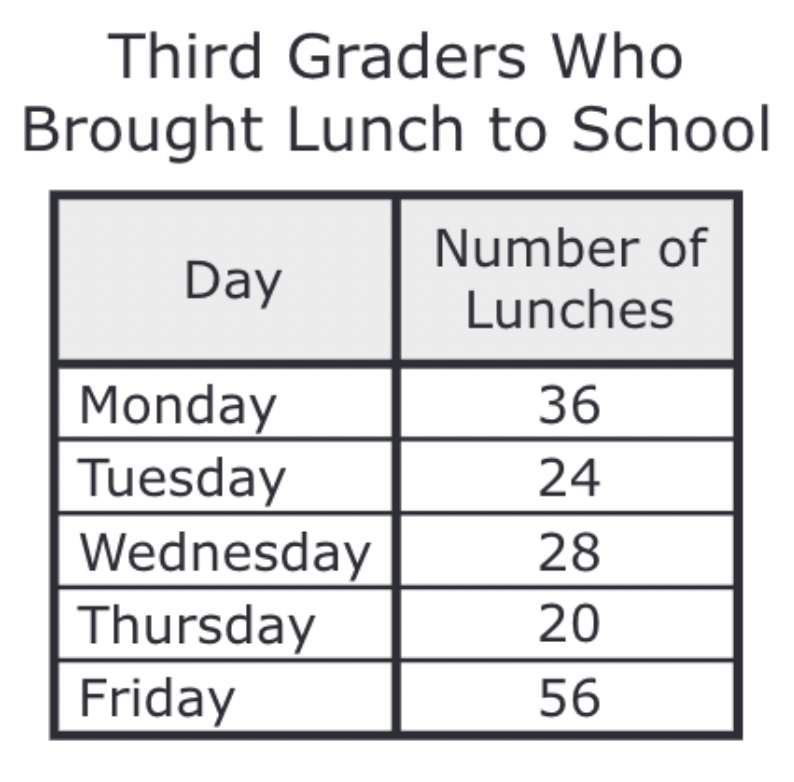 Third Graders Who
Brought Lunch to School
Day
Number of
Lunches
Monday 36
Tuesday 24
Wednesday 28
Thursday 20
Friday 56